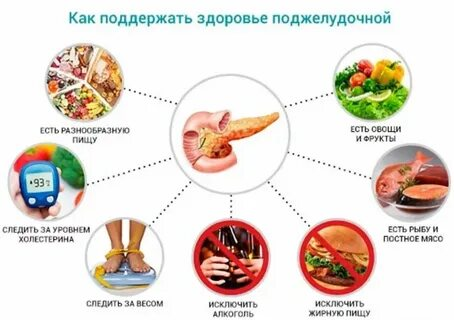 Как поддержать здоровье поджелудочной
ЕСТЬ РАЗНООБРАЗНУЮ
ПИЩУ
ЕСТЬ ОВОЩИ
И ФРУКТЫ
93
СЛЕДИТЬ ЗА УРОВНЕМ
ХОЛЕСТЕРИНА
ЕСТЬ РЫБУ И
ПОСТНОЕ МЯСО
СЛЕДИТЬ ЗА ВЕСОМ
ИСКЛЮЧИТЬ
АЛКОГОЛЬ
ИСКЛЮЧИТЬ
ЖИРНУЮ ПИЩУ